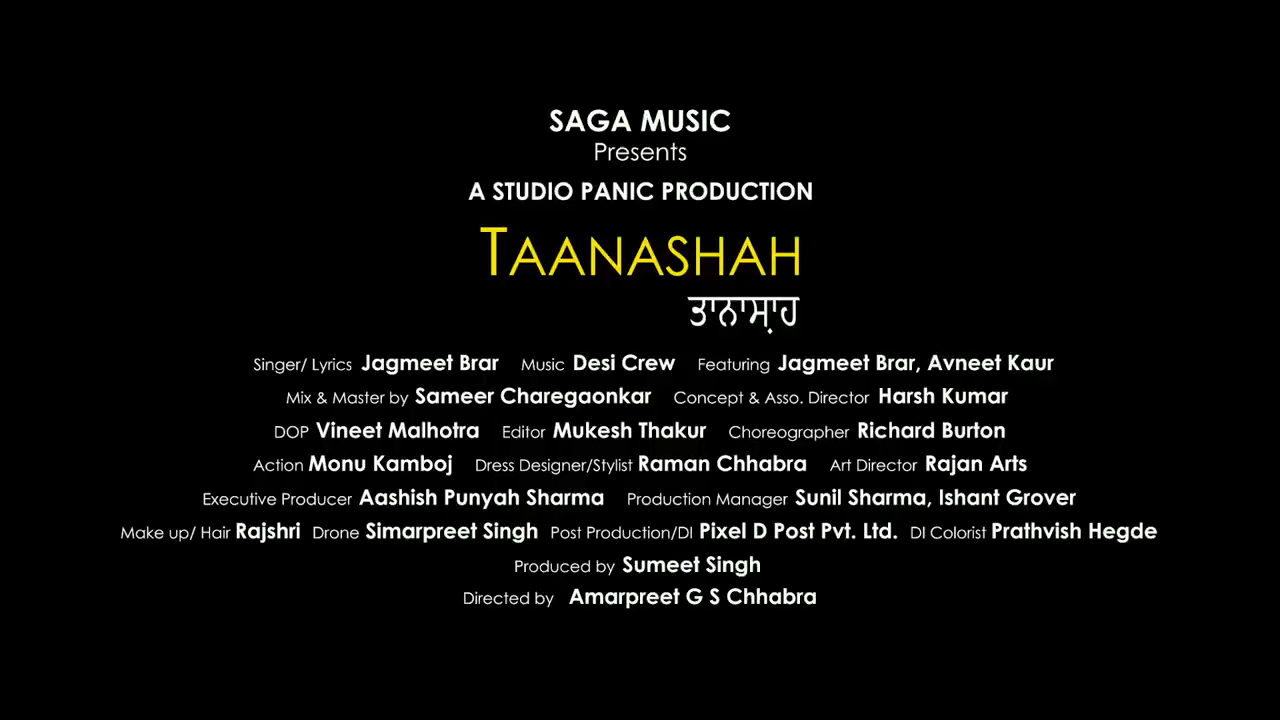 SAGA MUSIC
Presents
A STUDIO PANIC PRODUCTION
TAANASHAH
ਤਾਨਾਸ਼ਾਹ
Singer/ Lyrics Jagmeet Brar Music Desi Crew Featuring Jagmeet Brar, Avneet Kaur
Mix & Master by Sameer Charegaonkar Concept & Asso. Director Harsh Kumar
DOP Vineet Malhotra Editor Mukesh Thakur Choreographer Richard Burton
Action Monu Kamboj Dress Designer/Stylist Raman Chhabra Art Director Rajan Arts
Executive Producer Aashish Punyah Sharma Production Manager Sunil Sharma, Ishant Grover
Make up/ Hair Rajshri Drone Simarpreet Singh Post Production/DI Pixel D Post Pvt. Ltd. DI Colorist Prathvish Hegde
Produced by Sumeet Singh
Directed by Amarpreet G S Chhabra